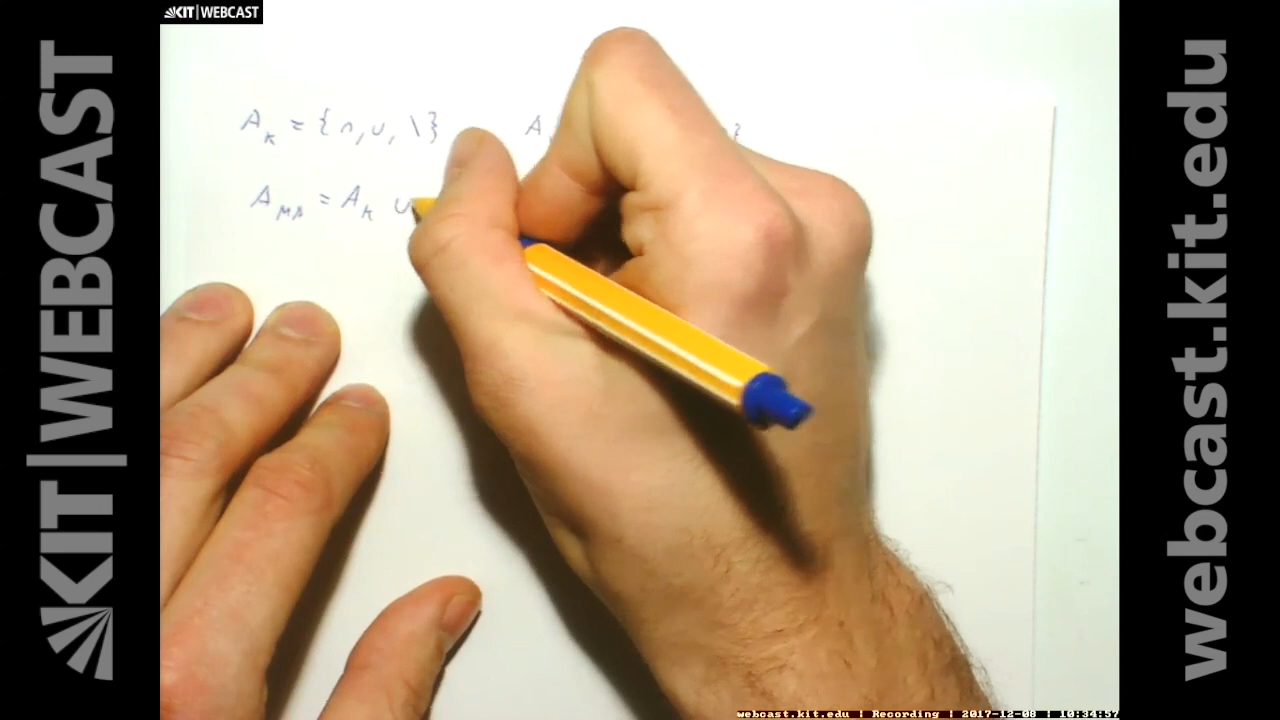 KIT|WEBCAST
KIT|WEBCAST
A_K = {∩, ∪, \} A
}
= A_K ∪
webcast.kit.edu
webcast.kit.edu | Recording | 2017-12-08 | 10:34:57